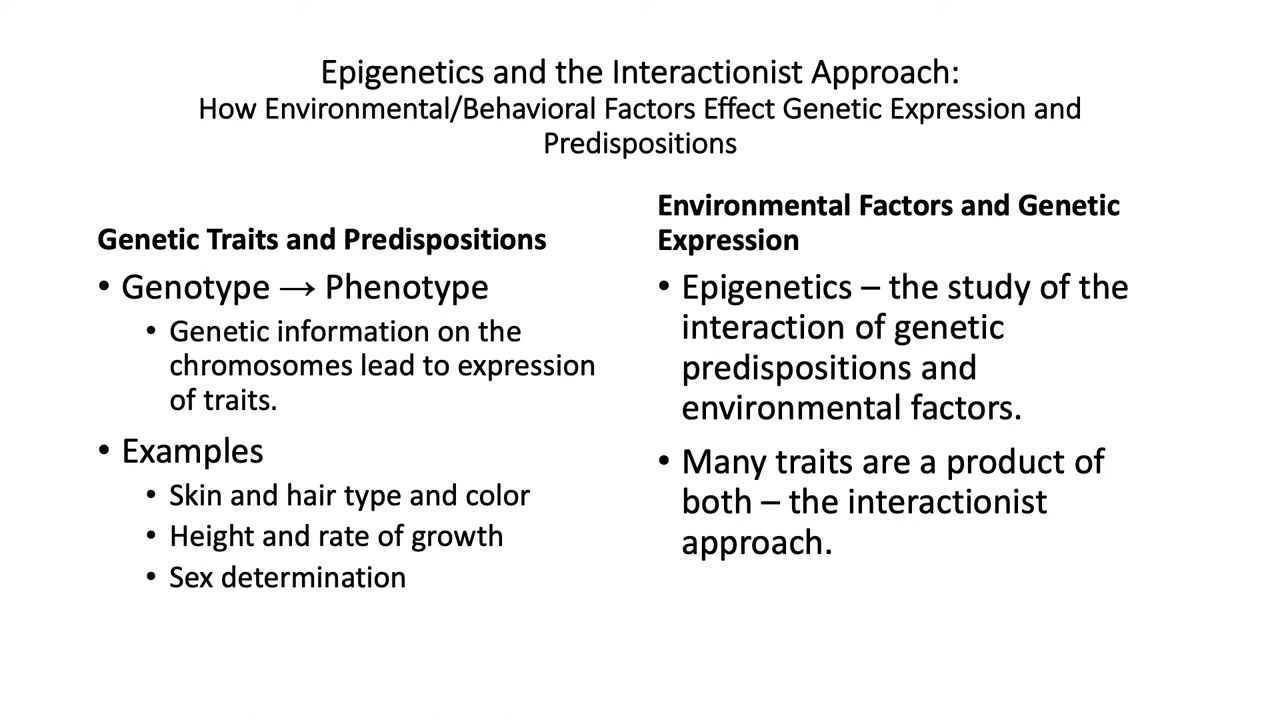 Epigenetics and the Interactionist Approach:
How Environmental/Behavioral Factors Effect Genetic Expression and
Predispositions
Genetic Traits and Predispositions
• Genotype → Phenotype
• Genetic information on the
chromosomes lead to expression
of traits.
• Examples
• Skin and hair type and color
• Height and rate of growth
• Sex determination
Environmental Factors and Genetic
Expression
• Epigenetics – the study of the
interaction of genetic
predispositions and
environmental factors.
• Many traits are a product of
both – the interactionist
approach.